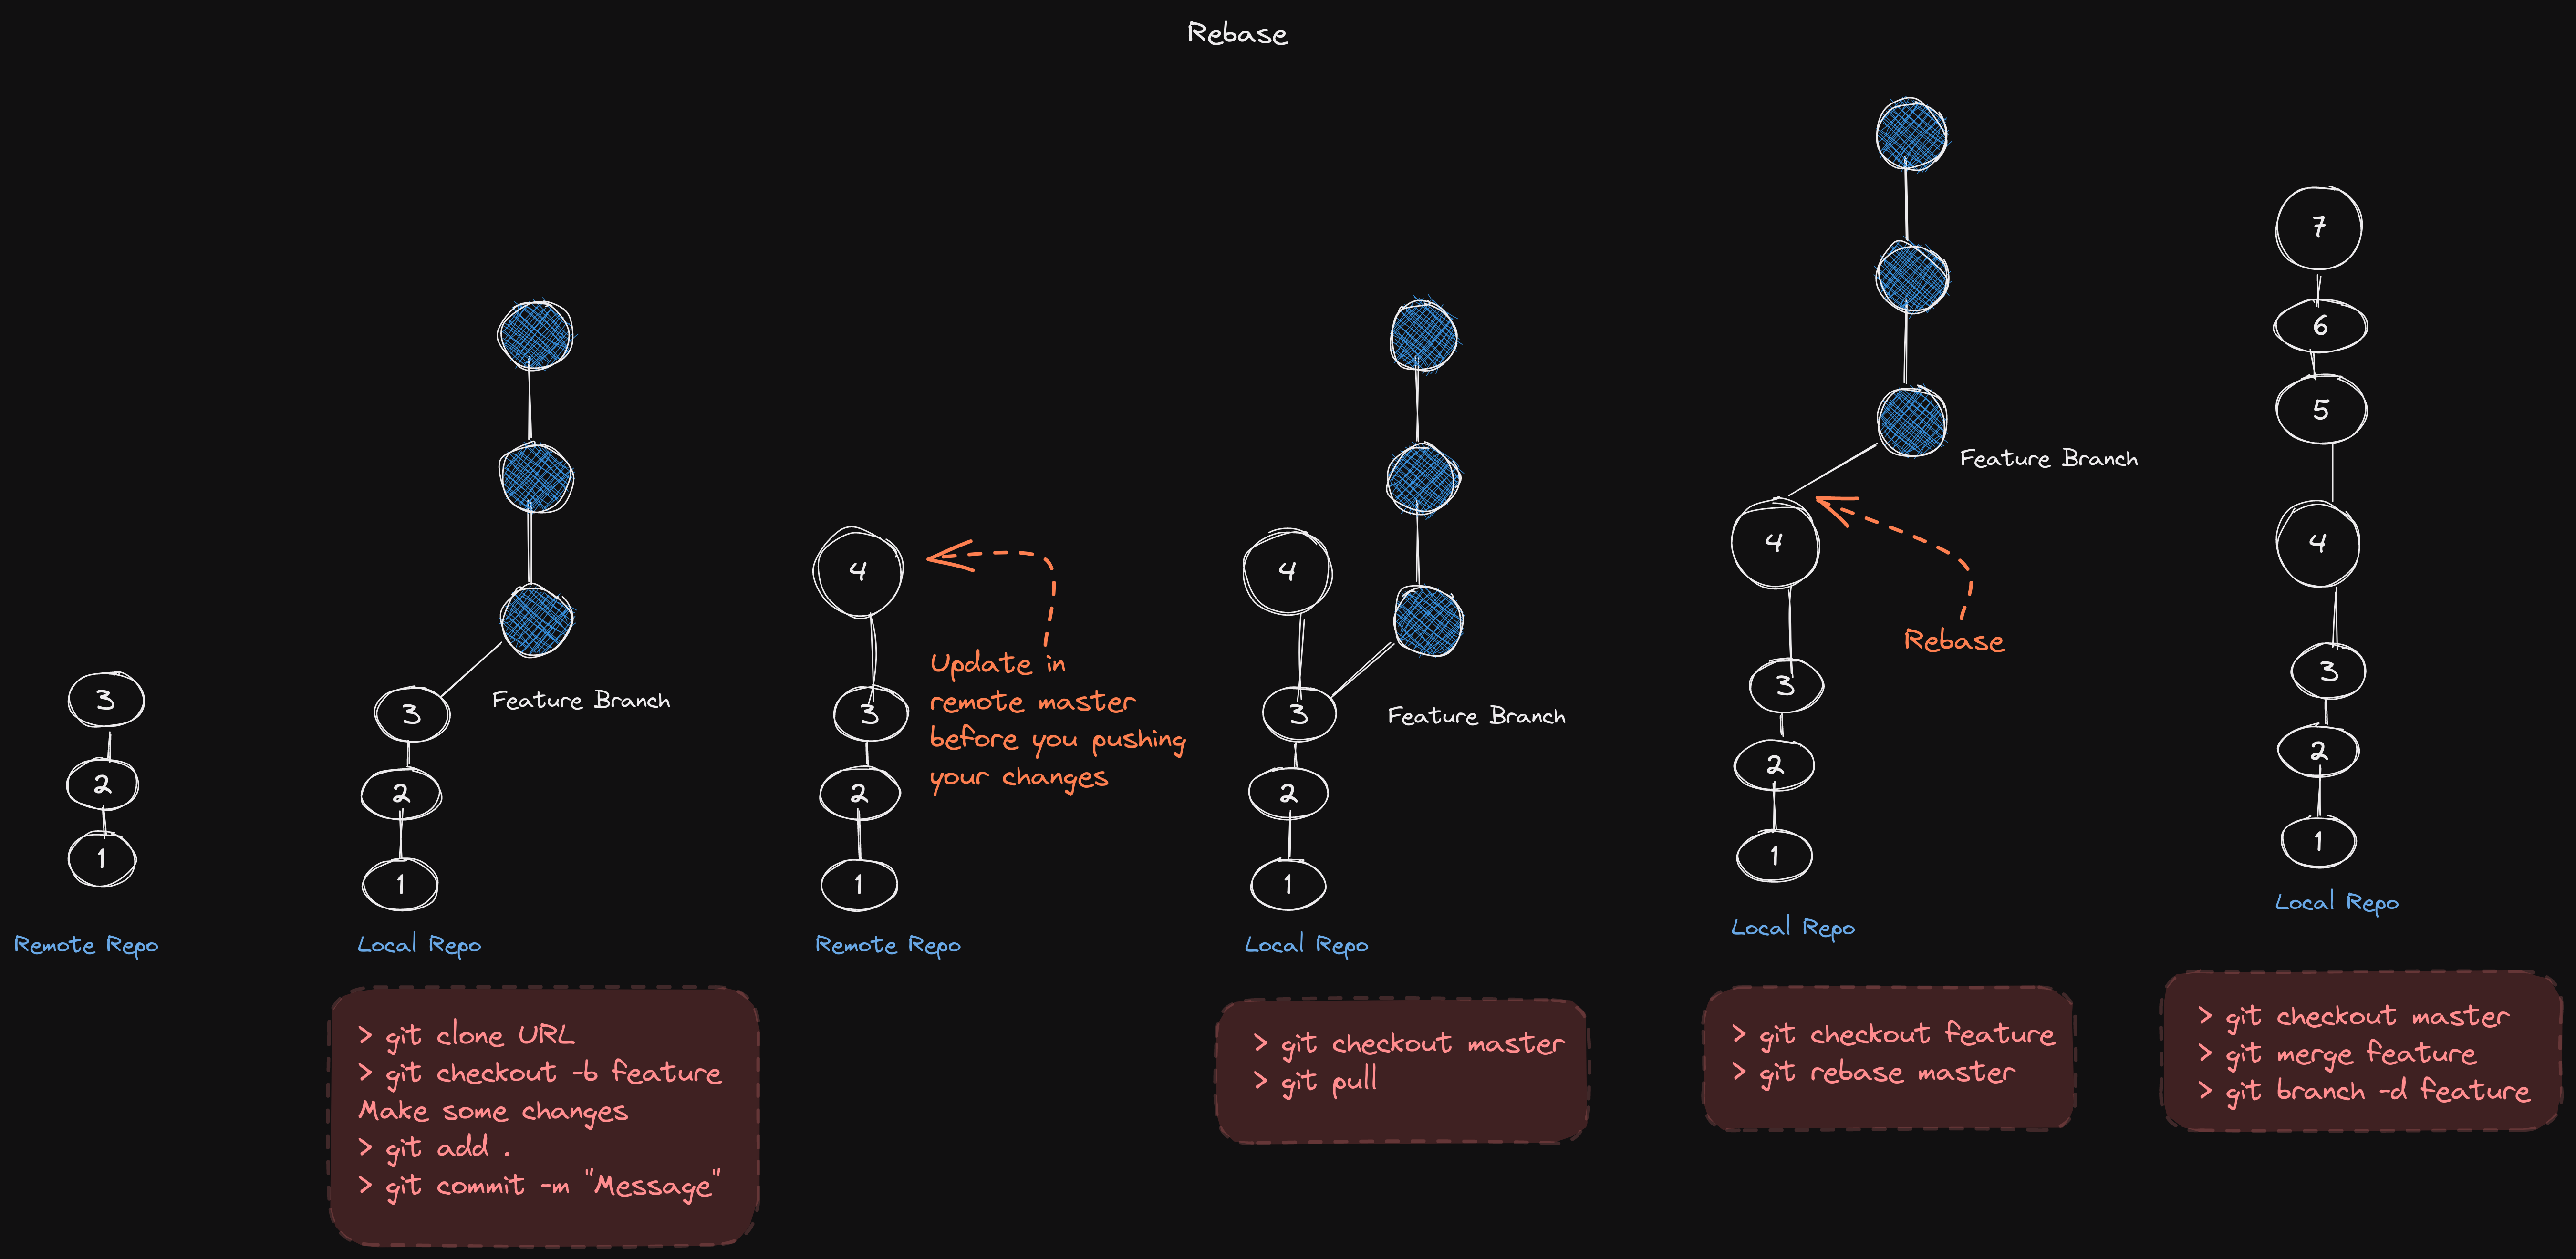 Rebase
3
2
1
Remote Repo
3
2
1
Feature Branch
Local Repo
> git clone URL
> git checkout -b feature
Make some changes
> git add .
> git commit -m "Message"
4
3
2
1
Update in
remote master
before you pushing
your changes
Remote Repo
4
3
2
1
Feature Branch
Local Repo
> git checkout master
> git pull
4
3
2
1
Feature Branch
Rebase
Local Repo
> git checkout feature
> git rebase master
7
6
5
4
3
2
1
Local Repo
> git checkout master
> git merge feature
> git branch -d feature